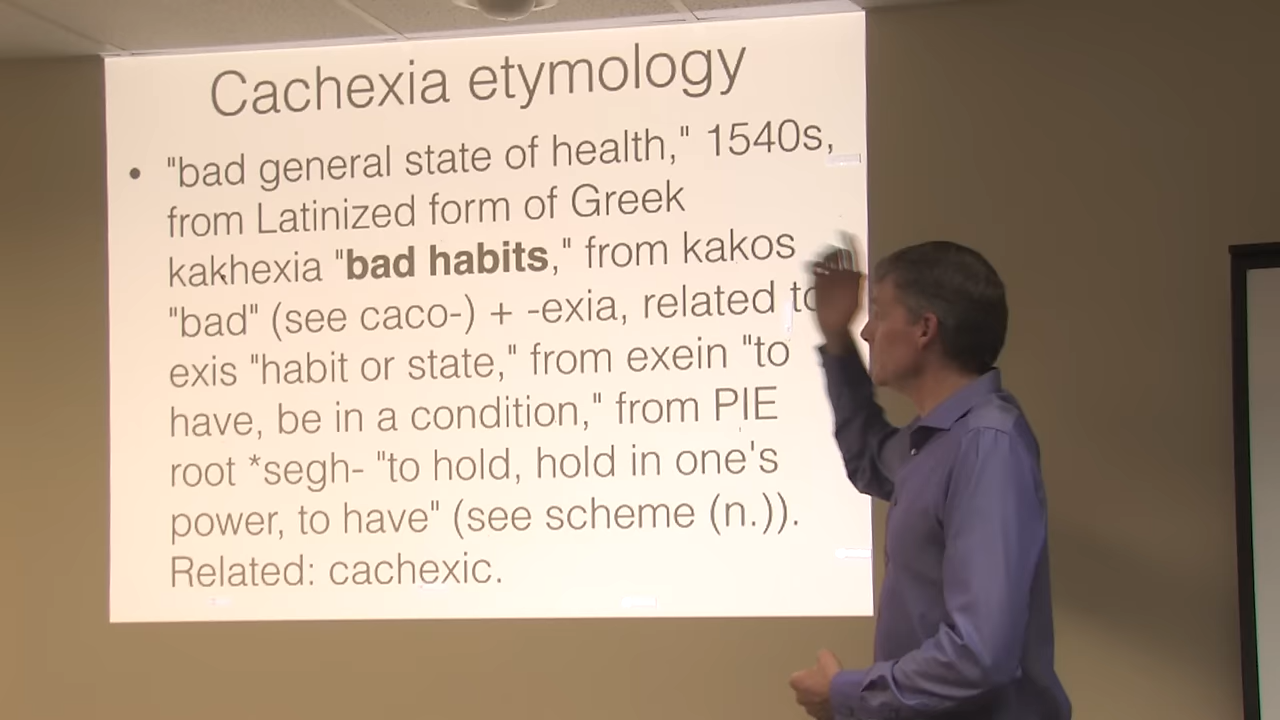 Cachexia etymology
• "bad general state of health," 1540s,
from Latinized form of Greek
kakhexia "bad habits," from kakos
"bad" (see caco-) + -exia, related to
exis "habit or state," from exein "to
have, be in a condition," from PIE
root *segh- "to hold, hold in one's
power, to have" (see scheme (n.)).
Related: cachexic.